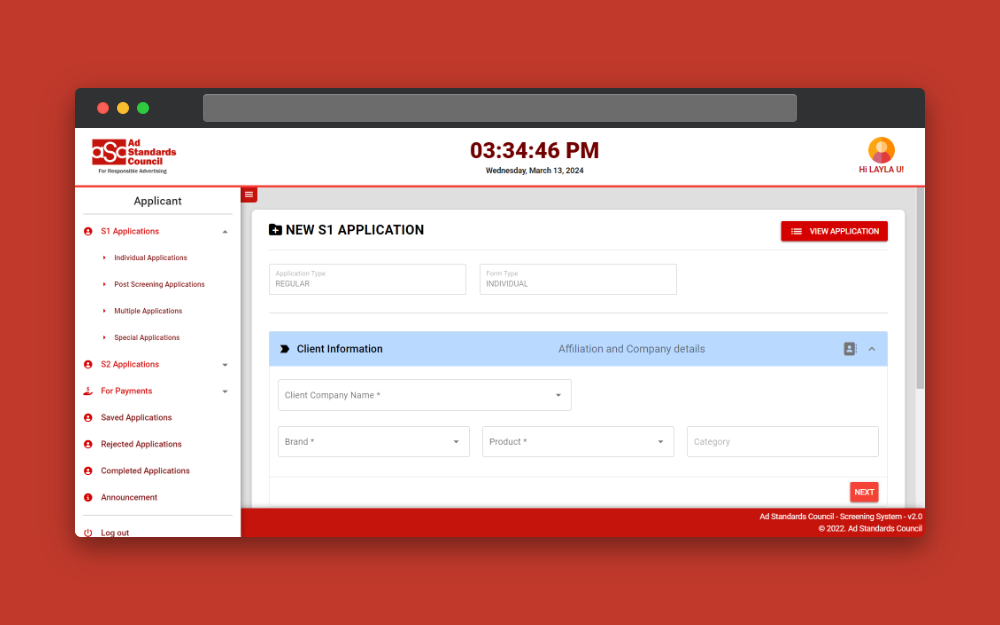 Ad
Standards
Council
For Responsible Advertising
03:34:46 PM
Wednesday, March 13, 2024
Hi LAYLA U!
Applicant
S1 Applications
Individual Applications
Post Screening Applications
Multiple Applications
Special Applications
S2 Applications
For Payments
Saved Applications
Rejected Applications
Completed Applications
Announcement
Log out
NEW S1 APPLICATION
VIEW APPLICATION
Application Type
REGULAR
Form Type
INDIVIDUAL
Client Information
Affiliation and Company details
Client Company Name *
Brand *
Product *
Category
NEXT
Ad Standards Council - Screening System - v2.0
© 2022. Ad Standards Council